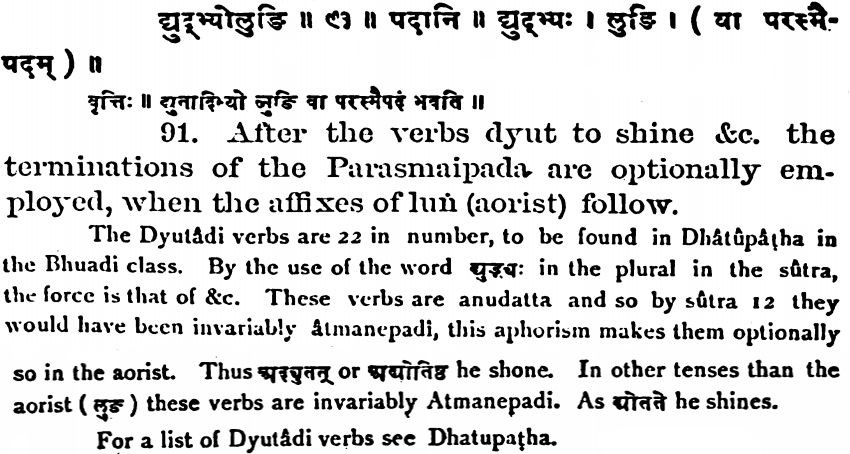 द्युद्भ्योलुङि ॥ ९१ ॥ पदानि ॥ द्युद्भ्यः । लुङि । ( वा परस्मै-
पदम् ) ॥
वृत्तिः ॥ द्युतादिभ्यो लुङि वा परस्मैपदं भवति ॥
91. After the verbs dyut to shine &c. the
terminations of the Parasmaipada are optionally em-
ployed, when the affixes of luṅ (aorist) follow.
The Dyutâdi verbs are 22 in number, to be found in Dhâtûpâṭha in
the Bhuadi class. By the use of the word द्युद्भ्यः in the plural in the sûtra,
the force is that of &c. These verbs are anudatta and so by sûtra 12 they
would have been invariably âtmanepadi, this aphorism makes them optionally
so in the aorist. Thus अद्युतत् or अद्योतिष्ट he shone. In other tenses than the
aorist ( लुङ ) these verbs are invariably Atmanepadi. As द्योतते he shines.
For a list of Dyutâdi verbs see Dhatupaṭha.